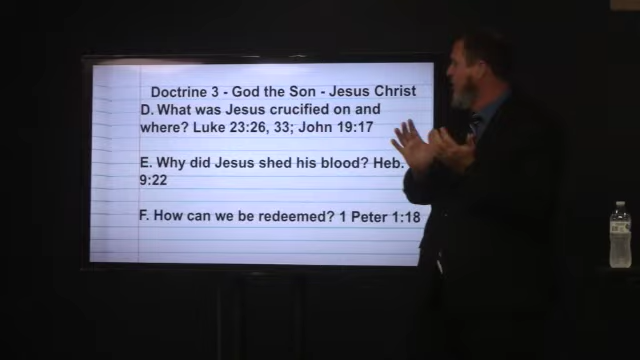 Doctrine 3 - God the Son - Jesus Christ
D. What was Jesus crucified on and
where? Luke 23:26, 33; John 19:17
E. Why did Jesus shed his blood? Heb.
9:22
F. How can we be redeemed? 1 Peter 1:18